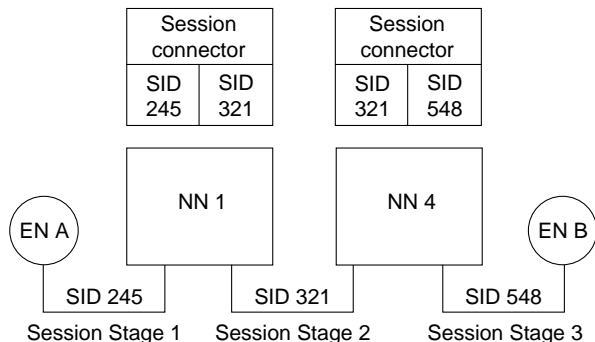 Session
connector
SID
245
SID
321
Session
connector
SID
321
SID
548
EN A
NN 1
NN 4
EN B
SID 245
SID 321
SID 548
Session Stage 1
Session Stage 2
Session Stage 3